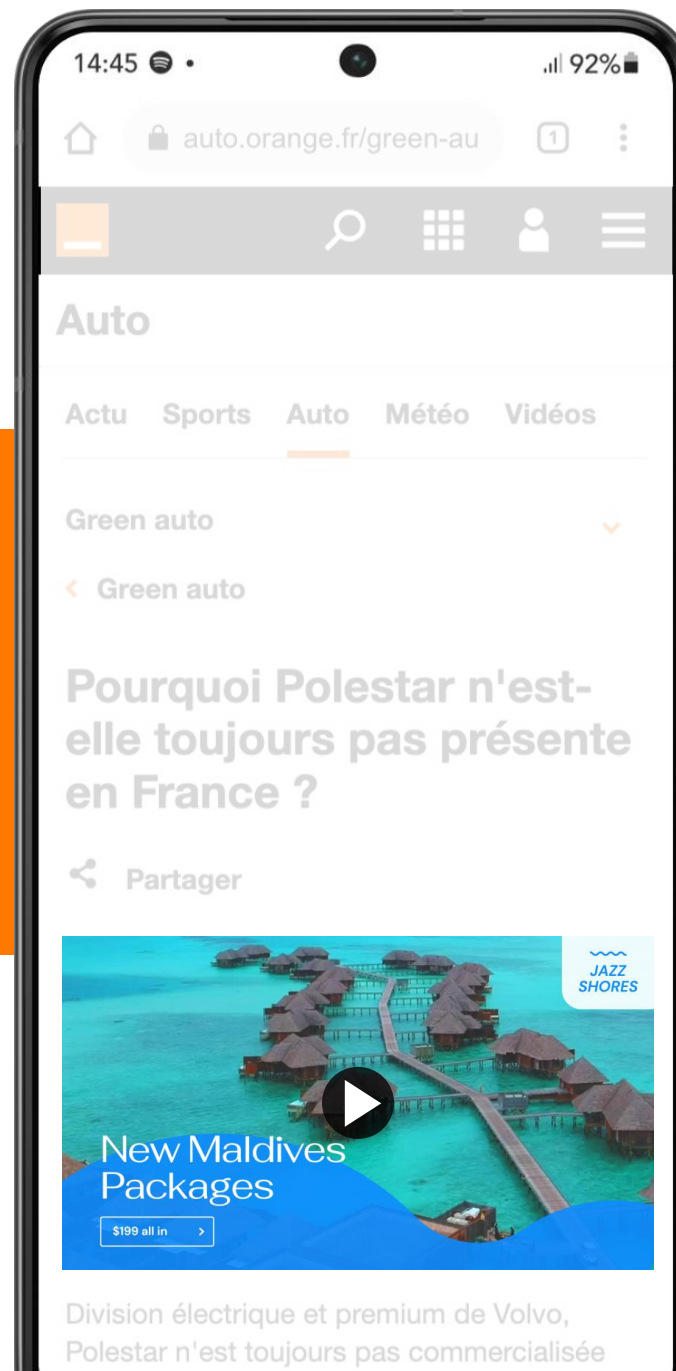 14:45
92%
auto.orange.fr/green-au
1
Auto
Actu Sports Auto Météo Vidéos
Green auto
Green auto
Pourquoi Polestar n'est-
elle toujours pas présente
en France ?
Partager
JAZZ
SHORES
New Maldives
Packages
$199 all in >
Division électrique et premium de Volvo,
Polestar n'est toujours pas commercialisée